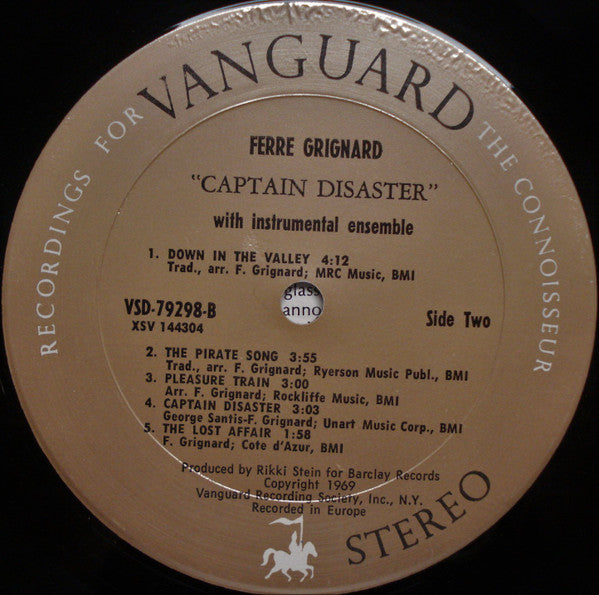 RECORDINGS FOR VANGUARD THE CONNOISSEUR
FERRE GRIGNARD
"CAPTAIN DISASTER"
with instrumental ensemble
1. DOWN IN THE VALLEY 4:12
Trad., arr. F. Grignard; MRC Music, BMI
glass
anno
VSD-79298-B
XSV 144304
Side Two
2. THE PIRATE SONG 3:55
Trad., arr. F. Grignard; Ryerson Music Publ., BMI
3. PLEASURE TRAIN 3:00
Arr. F. Grignard; Rockliffe Music, BMI
4. CAPTAIN DISASTER 3:03
George Santis-F. Grignard; Unart Music Corp., BMI
5. THE LOST AFFAIR 1:58
F. Grignard; Cote d'Azur, BMI
Produced by Rikki Stein for Barclay Records
Copyright 1969
Vanguard Recording Society, Inc., N.Y.
Recorded in Europe
STEREO